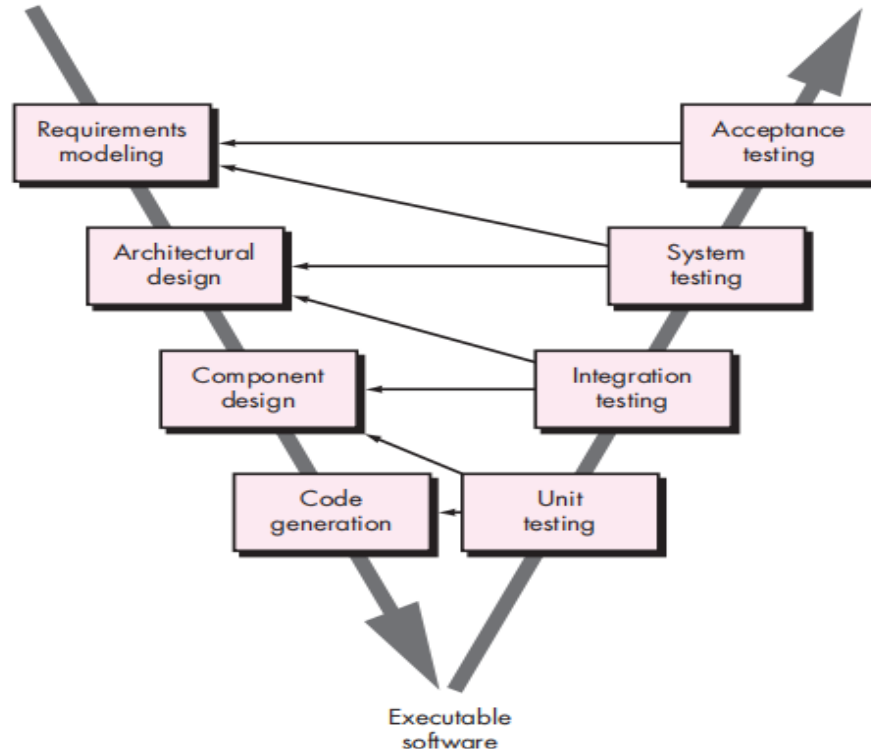 Requirements
modeling
Acceptance
testing
Architectural
design
System
testing
Component
design
Integration
testing
Code
generation
Unit
testing
Executable
software